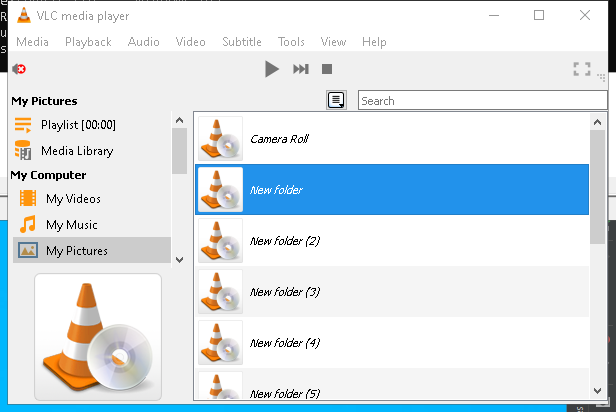 VLC media player
Media Playback Audio Video Subtitle Tools View Help
My Pictures
Search
Playlist [00:00]
Media Library
My Computer
My Videos
My Music
My Pictures
Camera Roll
New folder
New folder (2)
New folder (3)
New folder (4)
New folder (5)